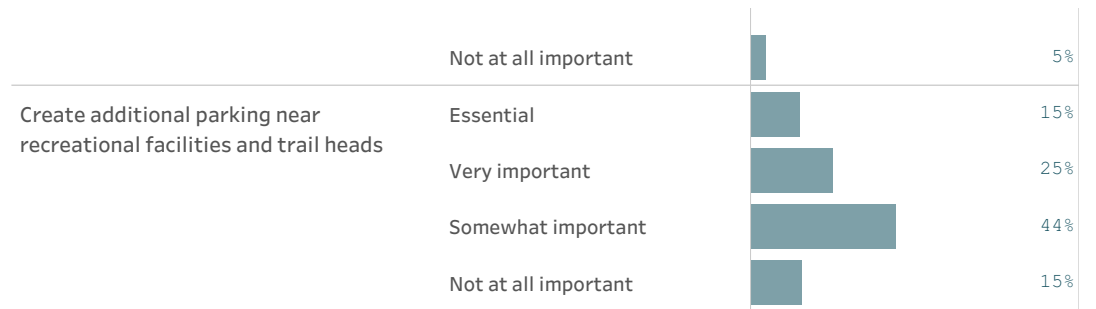 Not at all important 5%
Create additional parking near
recreational facilities and trail heads
Essential 15%
Very important 25%
Somewhat important 44%
Not at all important 15%